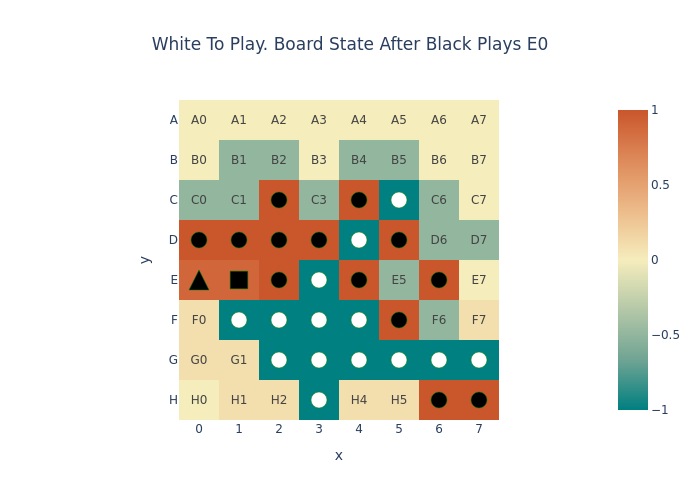 White To Play. Board State After Black Plays E0
A A0 A1 A2 A3 A4 A5 A6 A7
B B0 B1 B2 B3 B4 B5 B6 B7
C C0 C1 C3 C6 C7
D D6 D7
E E5 E7
F F0 F6 F7
G G0 G1
H H0 H1 H2 H4 H5
0 1 2 3 4 5 6 7
x
y
1
0.5
0
−0.5
−1